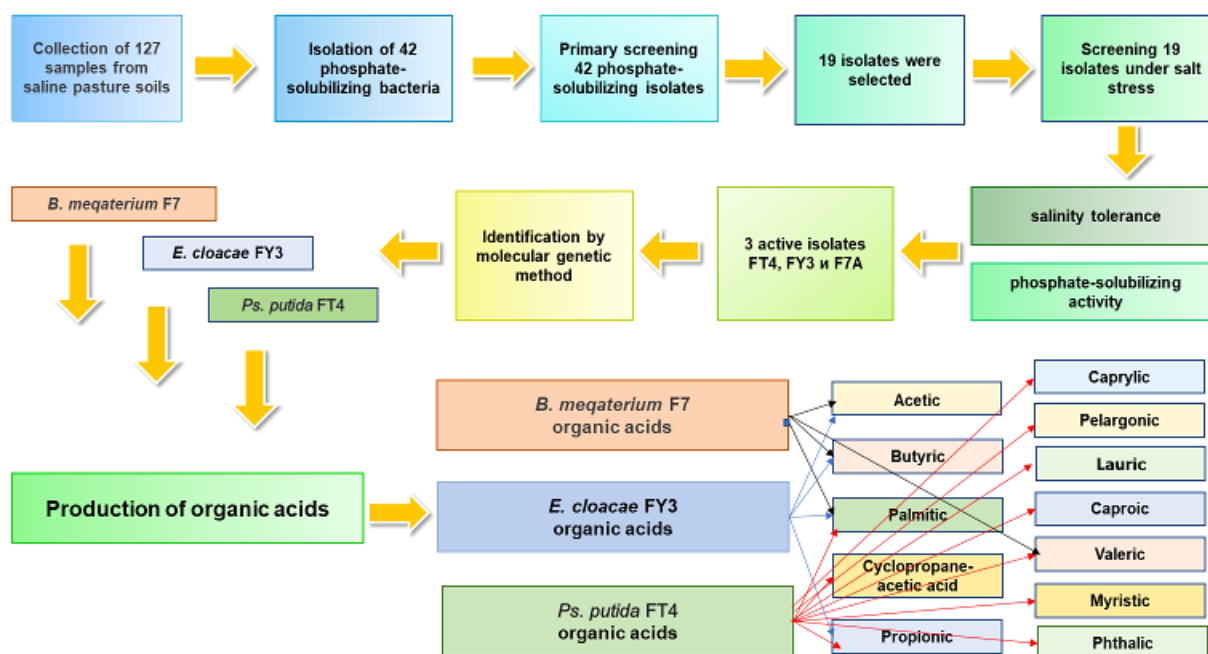 Collection of 127
samples from
saline pasture soils
Isolation of 42
phosphate-
solubilizing bacteria
Primary screening
42 phosphate-
solubilizing isolates
19 isolates were
selected
Screening 19
isolates under salt
stress
salinity tolerance
phosphate-solubilizing
activity
3 active isolates
FT4, FY3 и F7A
Identification by
molecular genetic
method
B. meqaterium F7
E. cloacae FY3
Ps. putida FT4
Production of organic acids
B. meqaterium F7
organic acids
E. cloacae FY3
organic acids
Ps. putida FT4
organic acids
Acetic
Butyric
Palmitic
Cyclopropane-
acetic acid
Propionic
Caprylic
Pelargonic
Lauric
Caproic
Valeric
Myristic
Phthalic